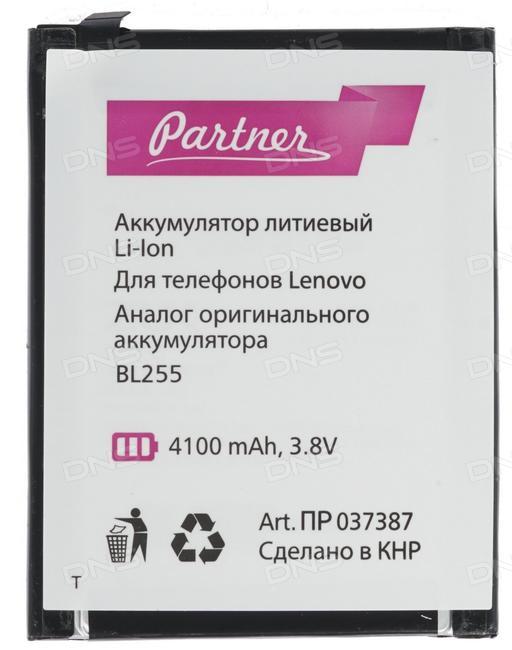 Partner
Аккумулятор литиевый
Li-Ion
Для телефонов Lenovo
Аналог оригинального
аккумулятора
BL255
4100 mAh, 3.8V
Art. ПР 037387
Сделано в КНР
T
DNS